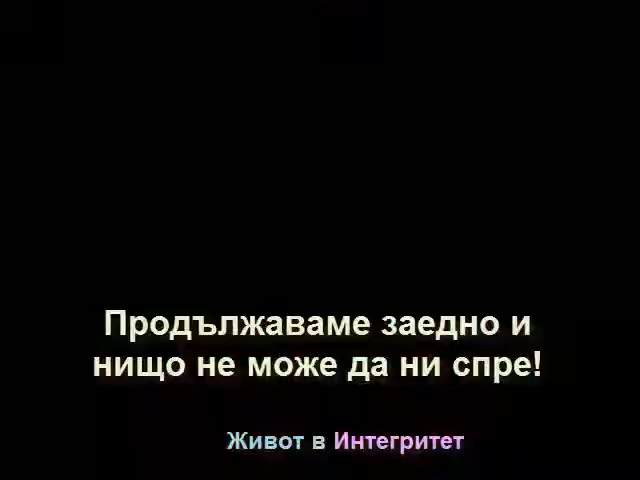 Продължаваме заедно и
нищо не може да ни спре!
Живот в Интегритет